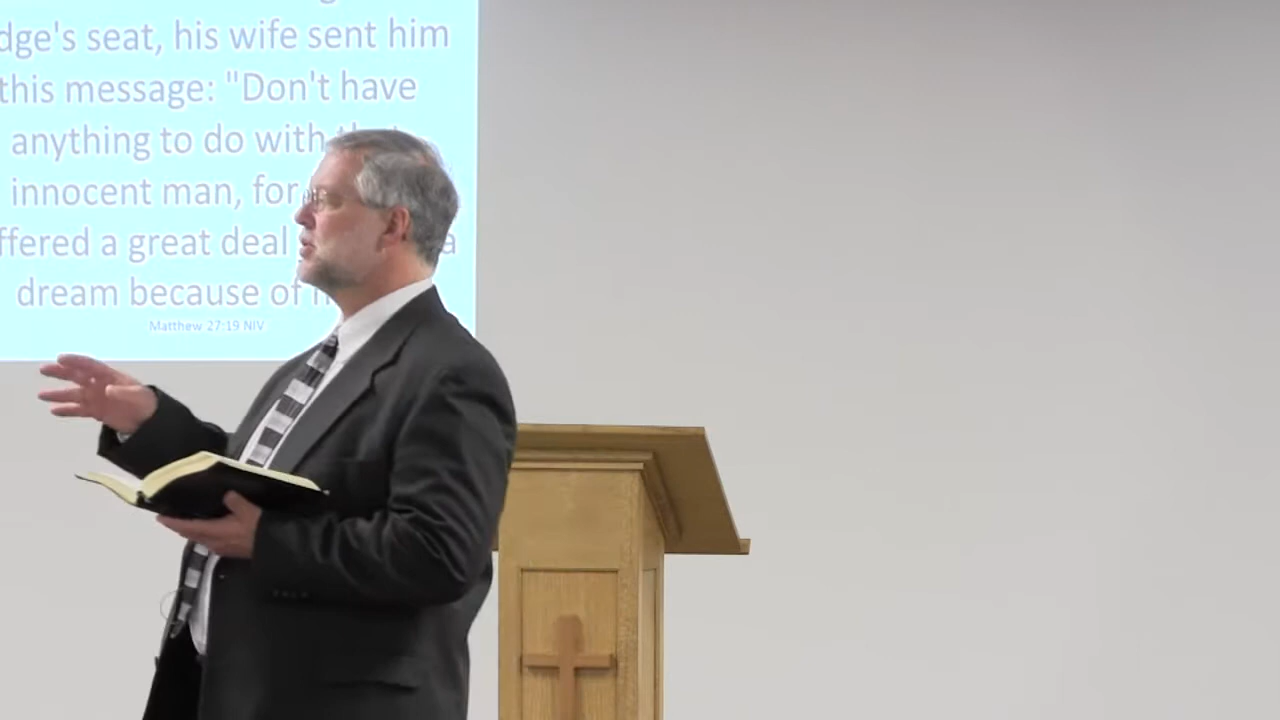 dge's seat, his wife sent him
this message: "Don't have
anything to do with
innocent man, for
ffered a great deal a
dream because of
Matthew 27:19 NIV